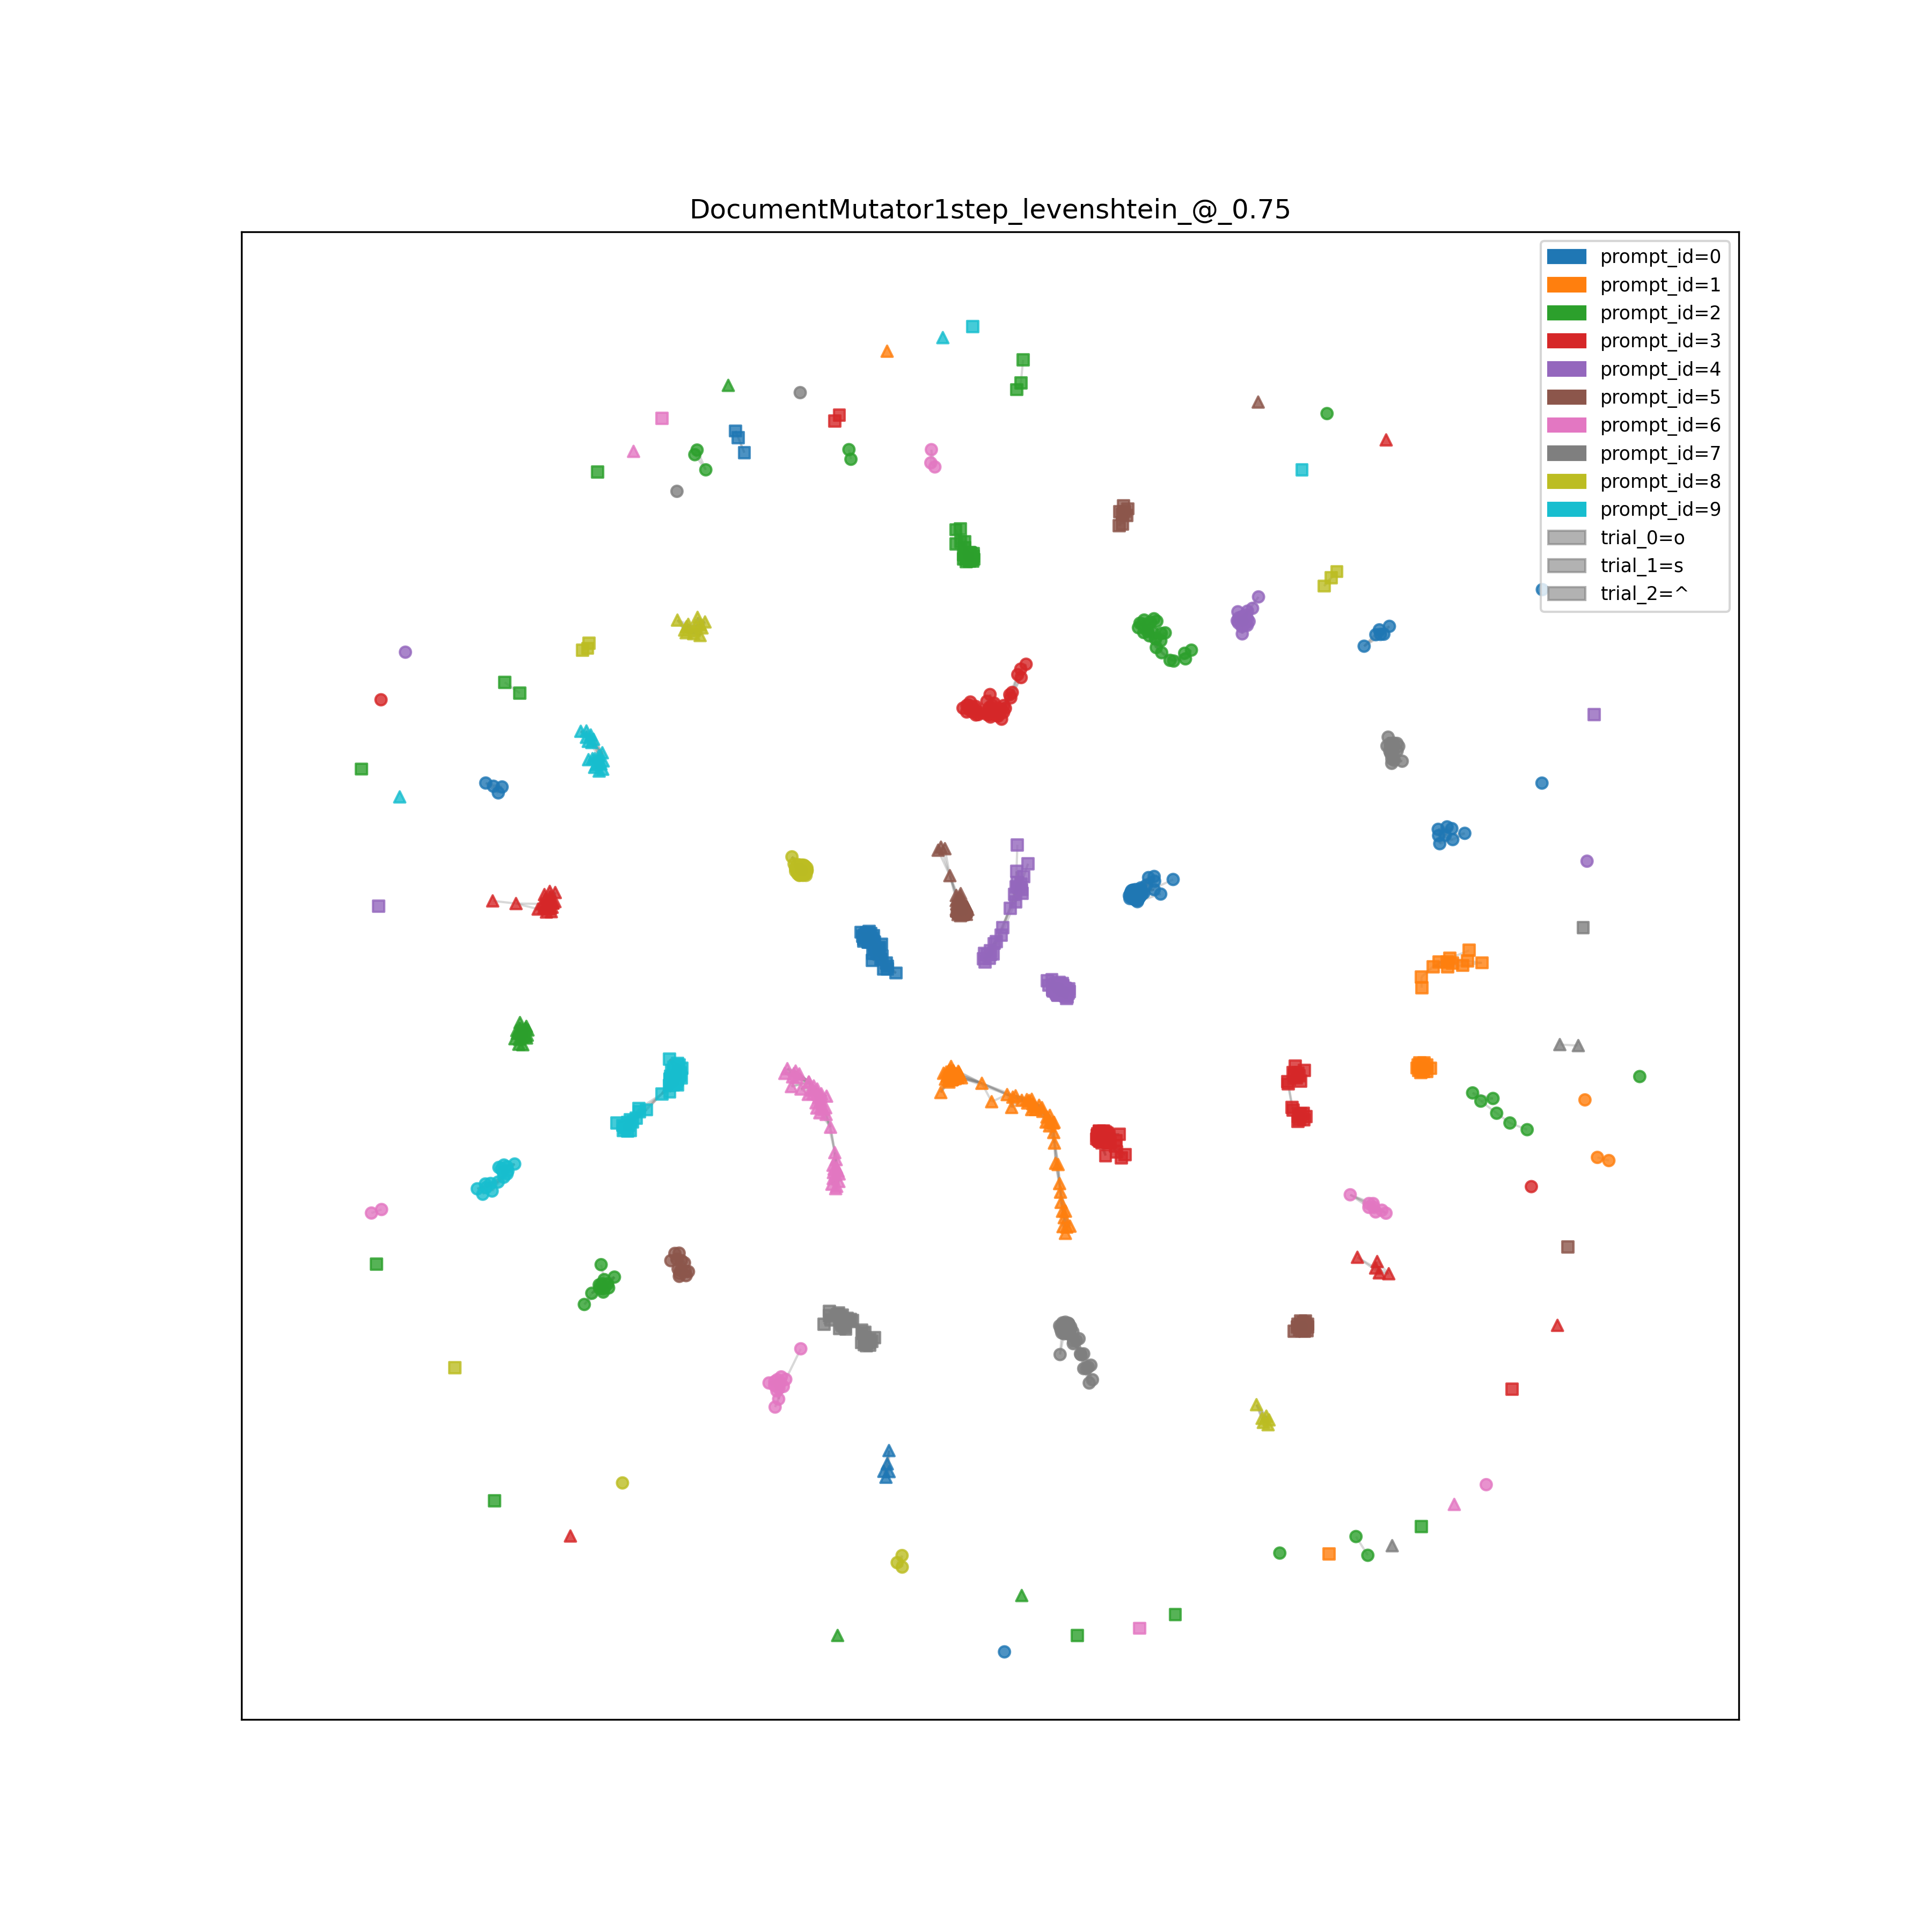 DocumentMutator1step_levenshtein_@_0.75
prompt_id=0
prompt_id=1
prompt_id=2
prompt_id=3
prompt_id=4
prompt_id=5
prompt_id=6
prompt_id=7
prompt_id=8
prompt_id=9
trial_0=o
trial_1=s
trial_2=^